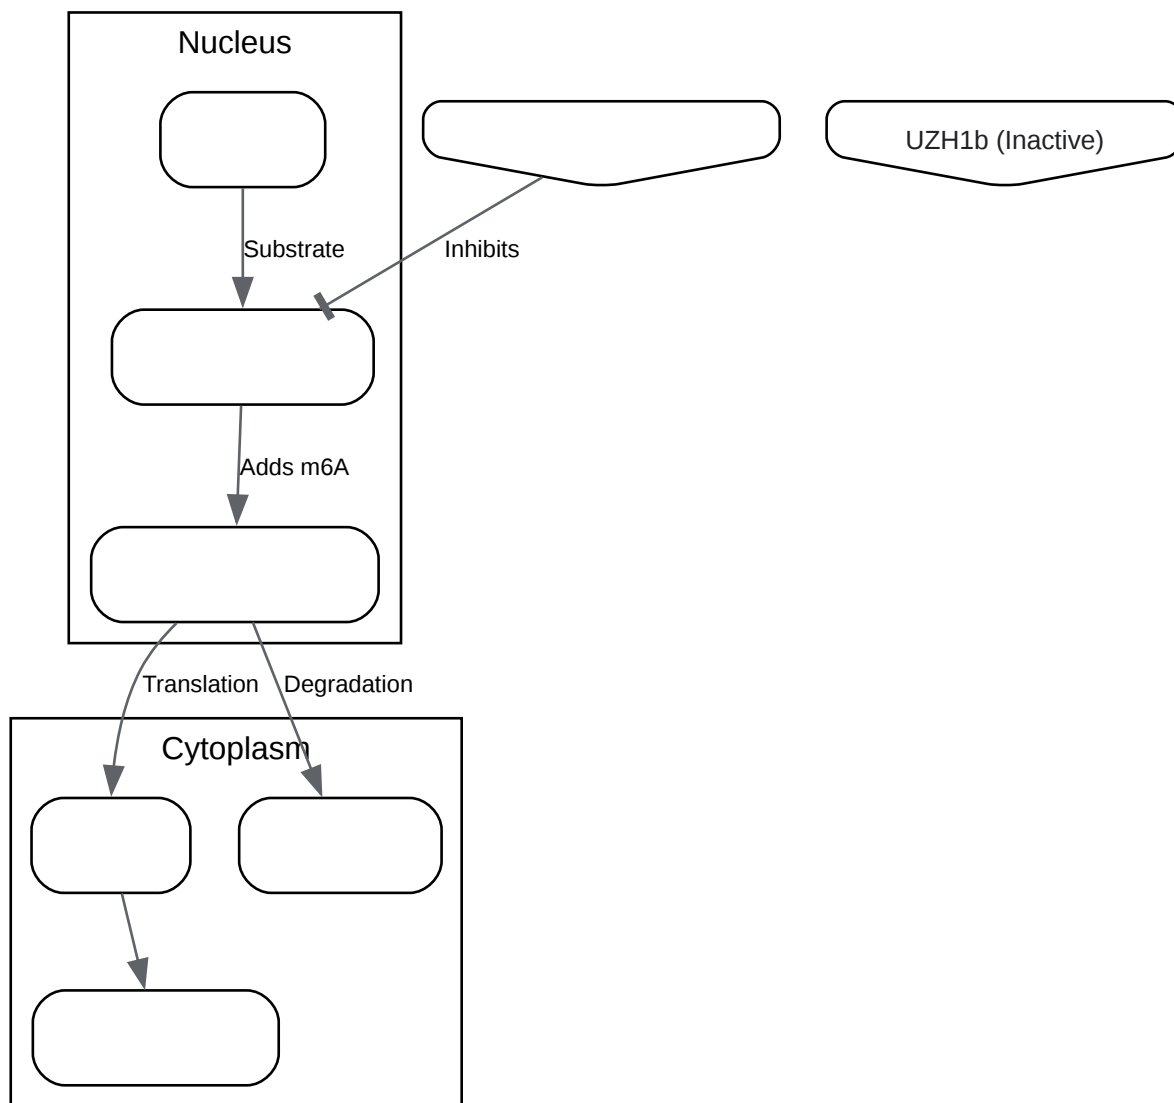 Nucleus
UZH1b (Inactive)
Substrate
Inhibits
Adds m6A
Translation
Degradation
Cytoplasm